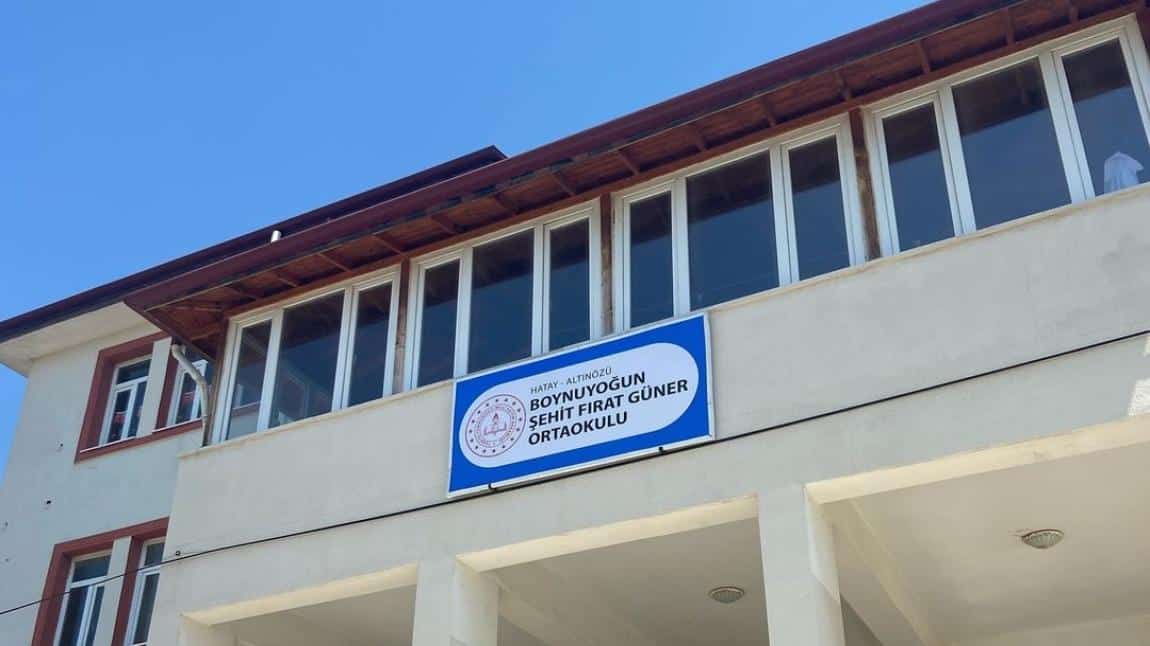 HATAY - ALTINÖZÜ
BOYNUYOĞUN
ŞEHİT FIRAT GÜNER
ORTAOKULU